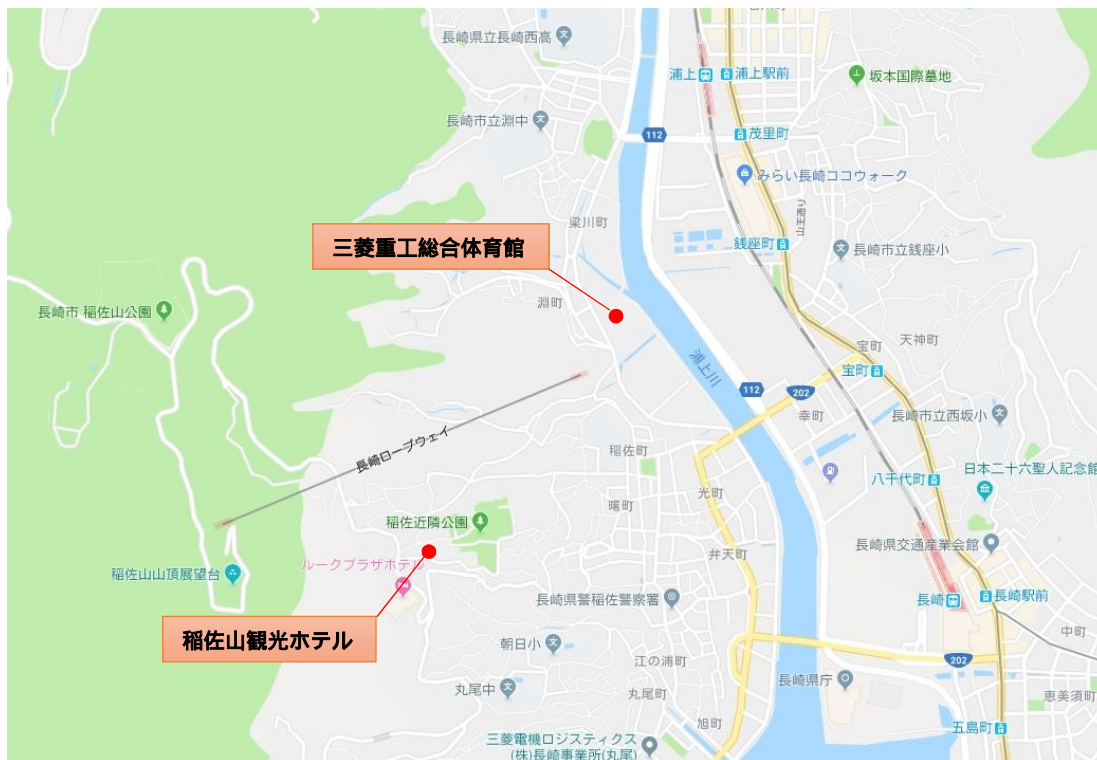 長崎県立長崎西高
浦上
浦上駅前
坂本国際墓地
長崎市立淵中
112
茂里町
みらい長崎ココウォーク
山王通り
梁川町
三菱重工総合体育館
銭座町
長崎市立銭座小
淵町
長崎市 稲佐山公園
天神町
宝町
浦上川
宝町
112
202
幸町
長崎市立西坂小
長崎ロープウェイ
稲佐町
八千代町
日本二十六聖人記念館
光町
曙町
稲佐近隣公園
弁天町
長崎県交通産業会館
ルークプラザホテル
稲佐山山頂展望台
長崎県警稲佐警察署
長崎
長崎駅前
稲佐山観光ホテル
朝日小
中町
江の浦町
202
丸尾中
丸尾町
長崎県庁
恵美須町
旭町
五島町
三菱電機ロジスティクス
(株)長崎事業所(丸尾)